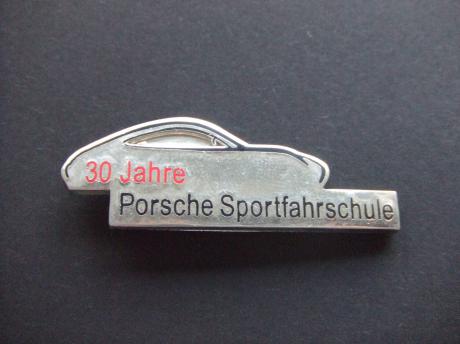 30 Jahre
Porsche Sportfahrschule